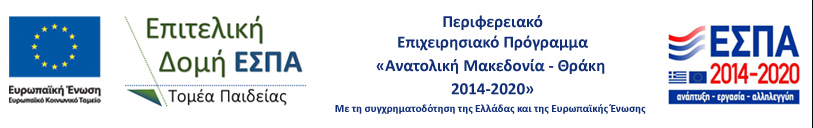 Ευρωπαϊκή Ένωση
Ευρωπαϊκό Κοινωνικό Ταμείο
Επιτελική
Δομή ΕΣΠΑ
Τομέα Παιδείας
Περιφερειακό
Επιχειρησιακό Πρόγραμμα
«Ανατολική Μακεδονία - Θράκη
2014-2020»
Με τη συγχρηματοδότηση της Ελλάδας και της Ευρωπαϊκής Ένωσης
ΕΣΠΑ
2014-2020
ανάπτυξη - εργασία - αλληλεγγύη